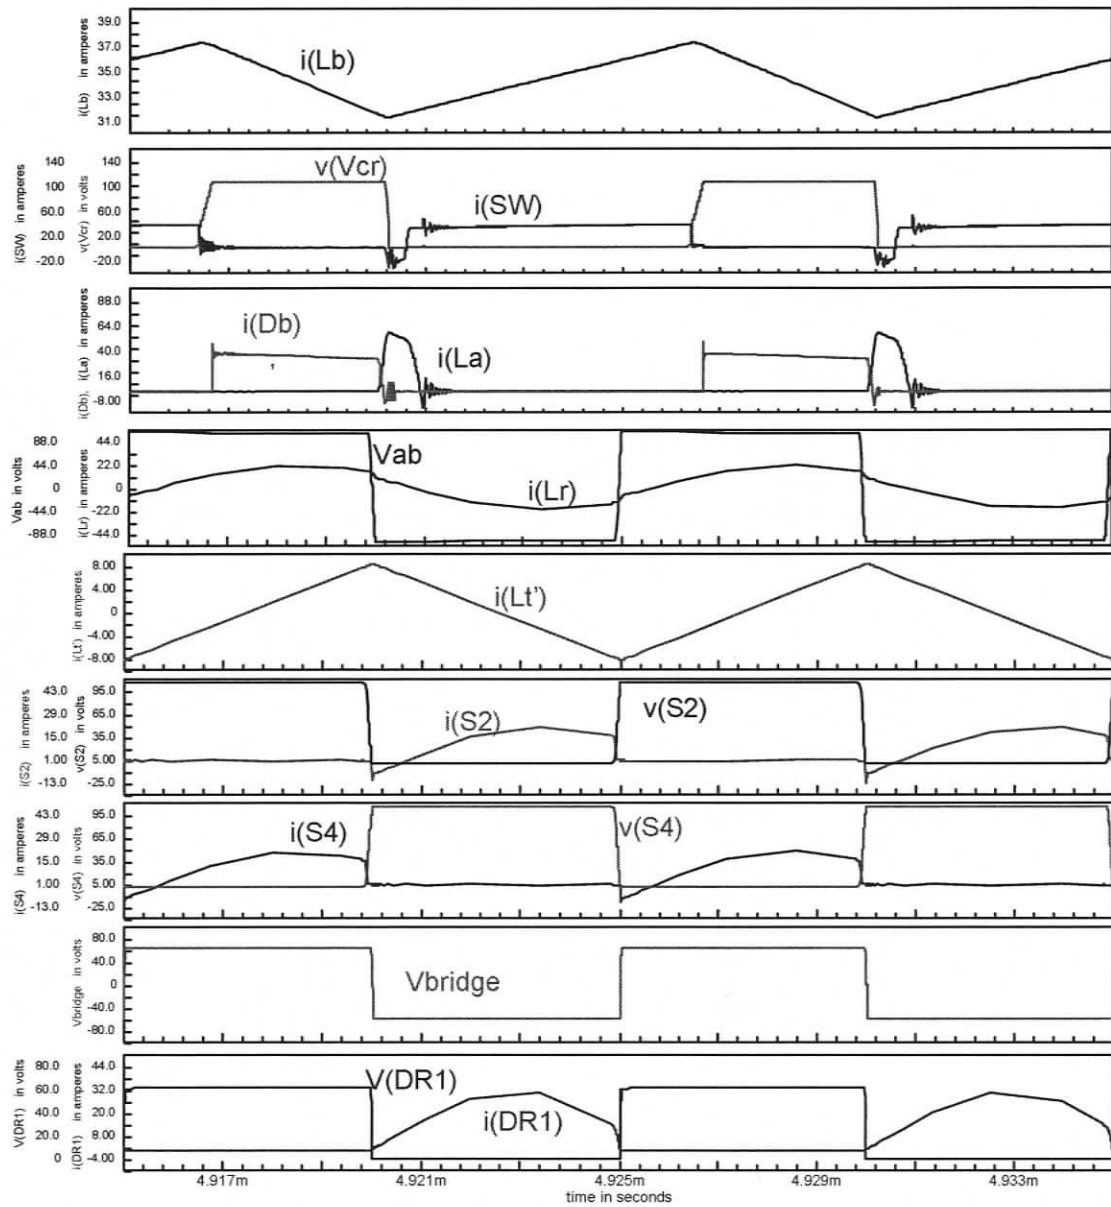 39.0
37.0
35.0
33.0
31.0
i(Lb) in amperes
i(Lb)
140
100
60.0
20.0
-20.0
i(SW) in amperes
140
100
60.0
20.0
-20.0
v(Vcr) in volts
v(Vcr)
i(SW)
88.0
64.0
40.0
16.0
-8.00
i(Db), i(La) in amperes
i(Db)
i(La)
88.0
44.0
0
-44.0
-88.0
Vab in volts
44.0
22.0
0
-22.0
-44.0
i(Lr) in amperes
Vab
i(Lr)
8.00
4.00
0
-4.00
-8.00
i(Lt') in amperes
i(Lt')
43.0
29.0
15.0
1.00
-13.0
i(S2) in amperes
95.0
65.0
35.0
5.00
-25.0
v(S2) in volts
i(S2)
v(S2)
43.0
29.0
15.0
1.00
-13.0
i(S4) in amperes
95.0
65.0
35.0
5.00
-25.0
v(S4) in volts
i(S4)
v(S4)
80.0
40.0
0
-40.0
-80.0
Vbridge in volts
Vbridge
80.0
60.0
40.0
20.0
0
V(DR1) in volts
44.0
32.0
20.0
8.00
-4.00
i(DR1) in amperes
V(DR1)
i(DR1)
4.917m 4.921m 4.925m 4.929m 4.933m
time in seconds